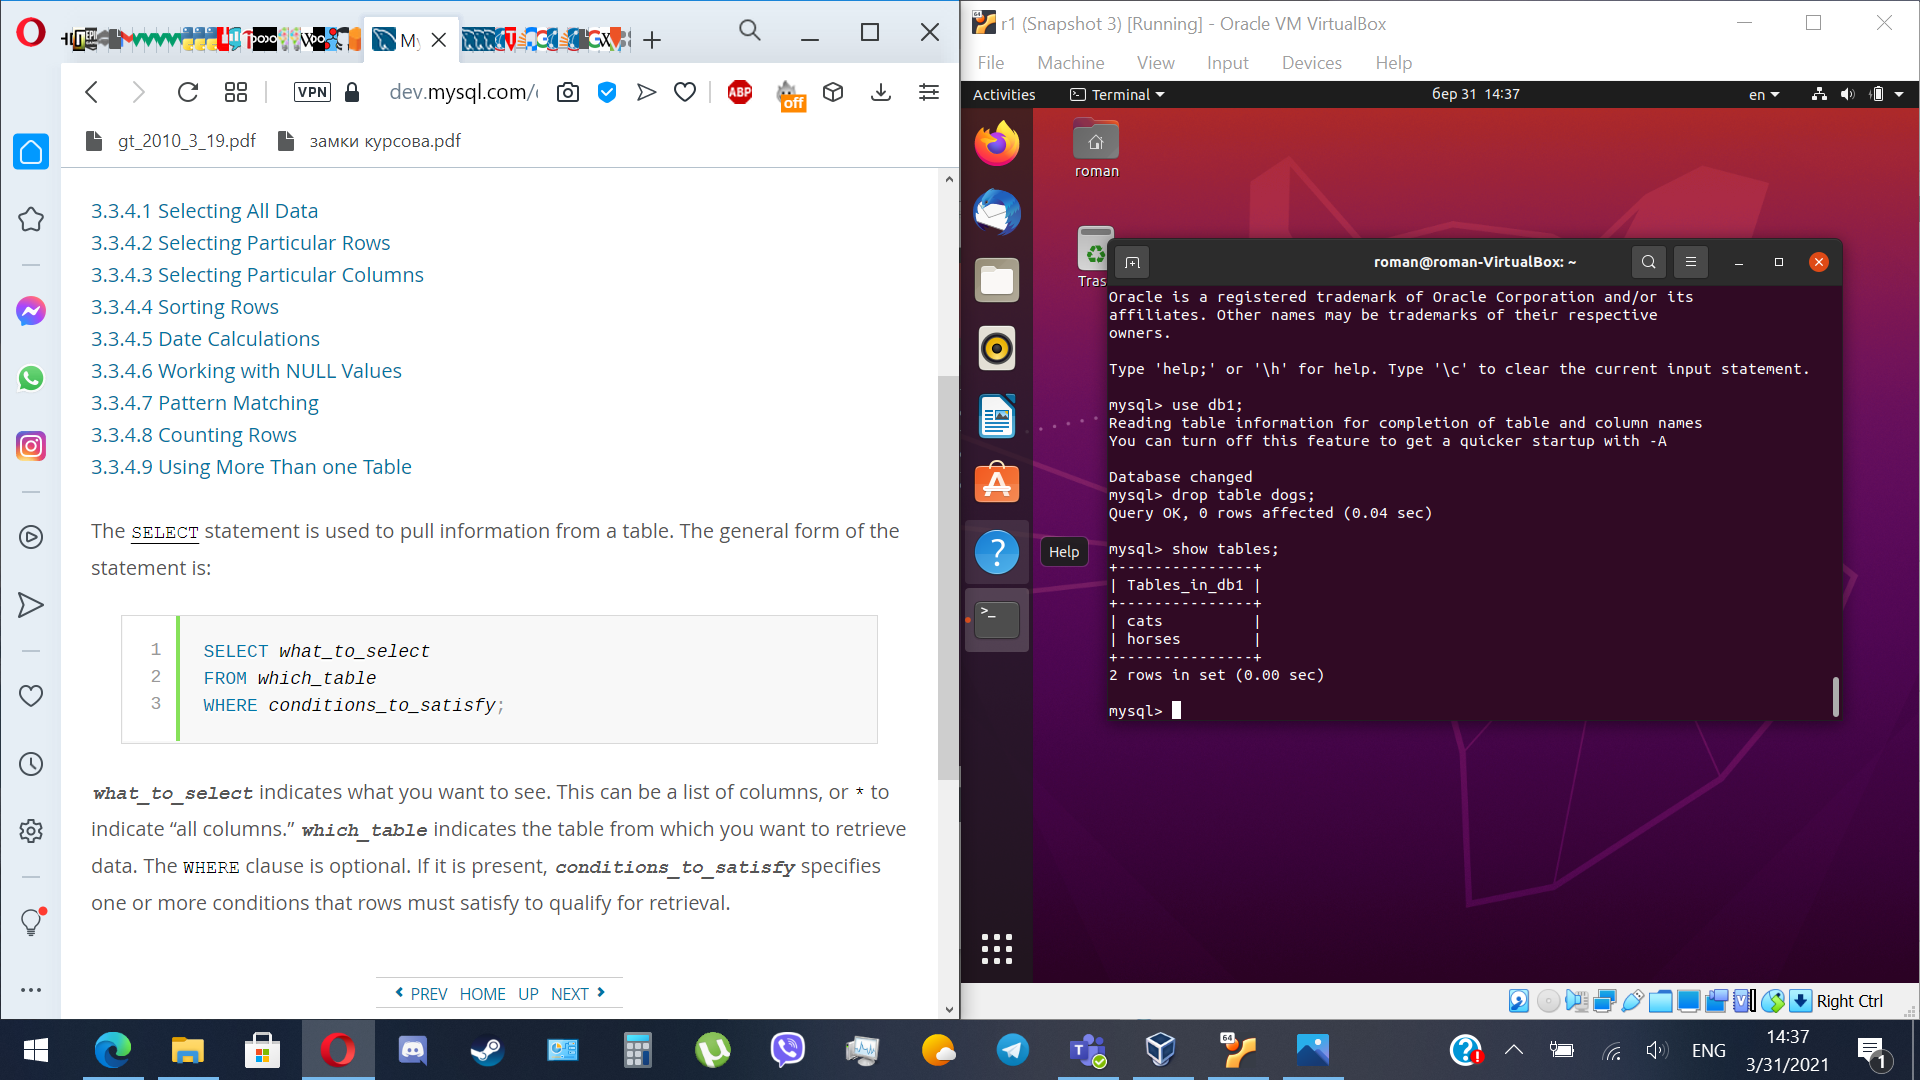 My
VPN
dev.mysql.com/
ABP
off
gt_2010_3_19.pdf
замки курсова.pdf
3.3.4.1 Selecting All Data
3.3.4.2 Selecting Particular Rows
3.3.4.3 Selecting Particular Columns
3.3.4.4 Sorting Rows
3.3.4.5 Date Calculations
3.3.4.6 Working with NULL Values
3.3.4.7 Pattern Matching
3.3.4.8 Counting Rows
3.3.4.9 Using More Than one Table
The SELECT statement is used to pull information from a table. The general form of the
statement is:
1 SELECT what_to_select
2 FROM which_table
3 WHERE conditions_to_satisfy;
what_to_select indicates what you want to see. This can be a list of columns, or * to
indicate “all columns.” which_table indicates the table from which you want to retrieve
data. The WHERE clause is optional. If it is present, conditions_to_satisfy specifies
one or more conditions that rows must satisfy to qualify for retrieval.
PREV HOME UP NEXT
r1 (Snapshot 3) [Running] - Oracle VM VirtualBox
File Machine View Input Devices Help
Activities
Terminal
бер 31 14:37
en
roman
Tras
Help
roman@roman-VirtualBox: ~
Oracle is a registered trademark of Oracle Corporation and/or its
affiliates. Other names may be trademarks of their respective
owners.
Type 'help;' or '\h' for help. Type '\c' to clear the current input statement.
mysql> use db1;
Reading table information for completion of table and column names
You can turn off this feature to get a quicker startup with -A
Database changed
mysql> drop table dogs;
Query OK, 0 rows affected (0.04 sec)
mysql> show tables;
+---------------+
| Tables_in_db1 |
+---------------+
| cats          |
| horses        |
+---------------+
2 rows in set (0.00 sec)
mysql>
Right Ctrl
64
ENG
14:37
3/31/2021
1